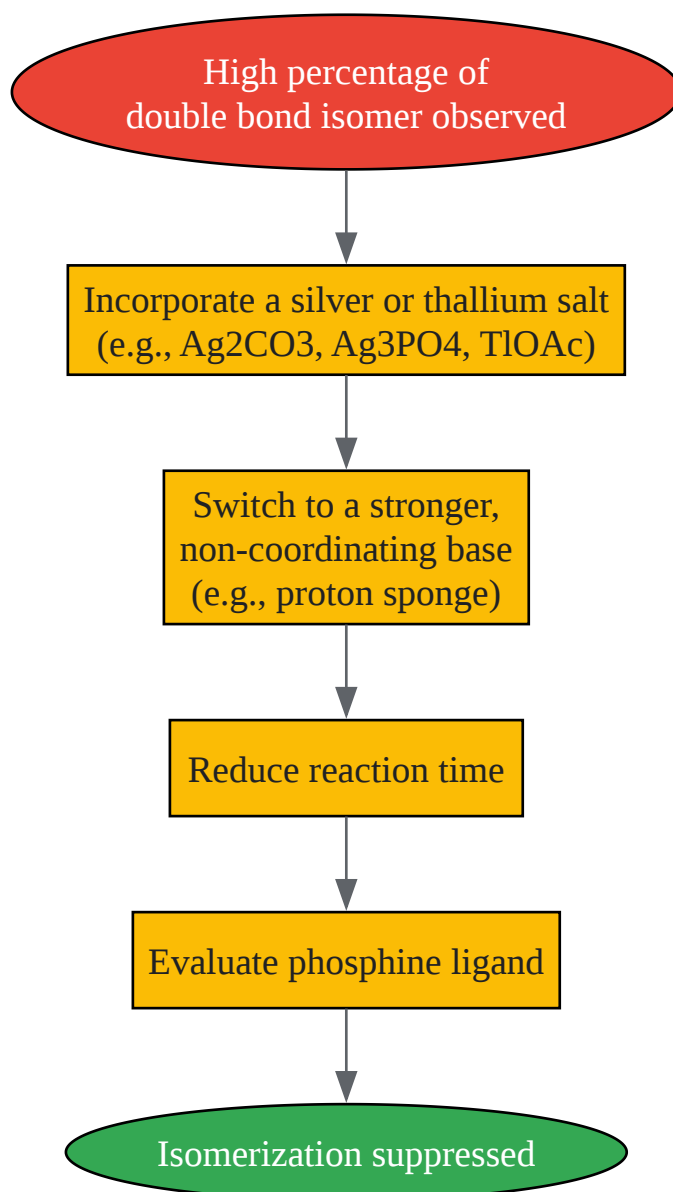 High percentage of
double bond isomer observed
Incorporate a silver or thallium salt
(e.g., Ag2CO3, Ag3PO4, TlOAc)
Switch to a stronger,
non-coordinating base
(e.g., proton sponge)
Reduce reaction time
Evaluate phosphine ligand
Isomerization suppressed